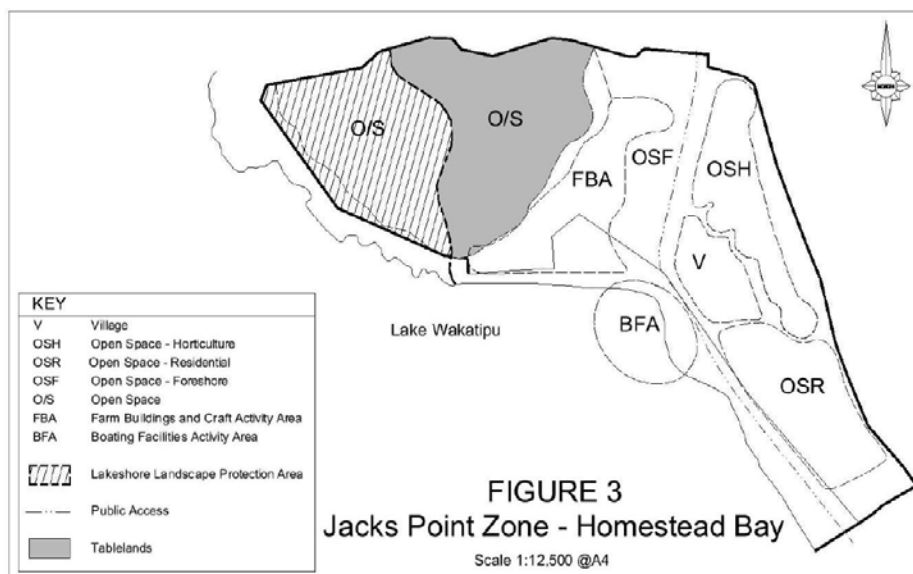 O/S
O/S
FBA
OSF
OSH
V
BFA
OSR
Lake Wakatipu
KEY
V Village
OSH Open Space - Horticulture
OSR Open Space - Residential
OSF Open Space - Foreshore
O/S Open Space
FBA Farm Buildings and Craft Activity Area
BFA Boating Facilities Activity Area
Lakeshore Landscape Protection Area
Public Access
Tablelands
FIGURE 3
Jacks Point Zone - Homestead Bay
Scale 1:12,500 @A4